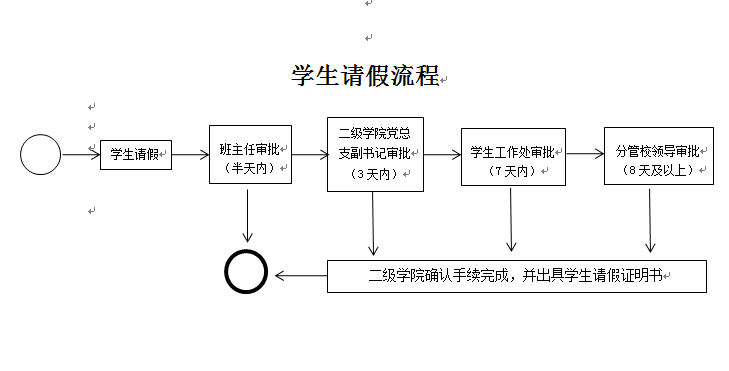 学生请假流程
学生请假
班主任审批
（半天内）
二级学院党总
支副书记审批
（3天内）
学生工作处审批
（7天内）
分管校领导审批
（8天及以上）
二级学院确认手续完成，并出具学生请假证明书